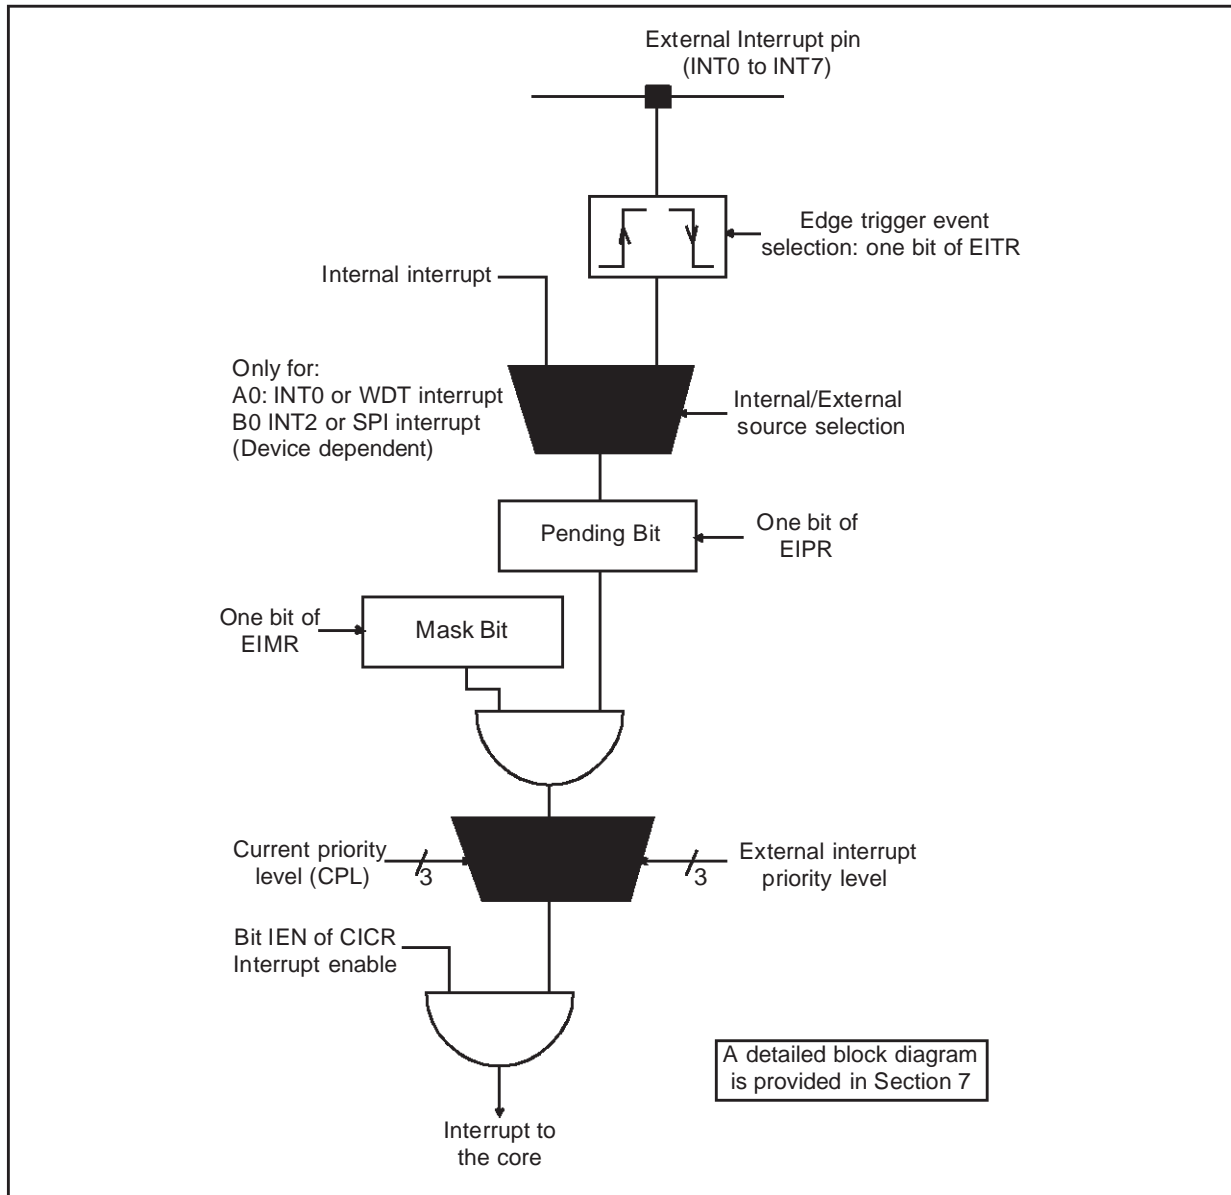 External Interrupt pin
(INT0 to INT7)
Edge trigger event
selection: one bit of EITR
Internal interrupt
Only for:
A0: INT0 or WDT interrupt
B0 INT2 or SPI interrupt
(Device dependent)
Internal/External
source selection
Pending Bit
One bit of
EIPR
One bit of
EIMR
Mask Bit
Current priority
level (CPL)
3
3
External interrupt
priority level
Bit IEN of CICR
Interrupt enable
A detailed block diagram
is provided in Section 7
Interrupt to
the core